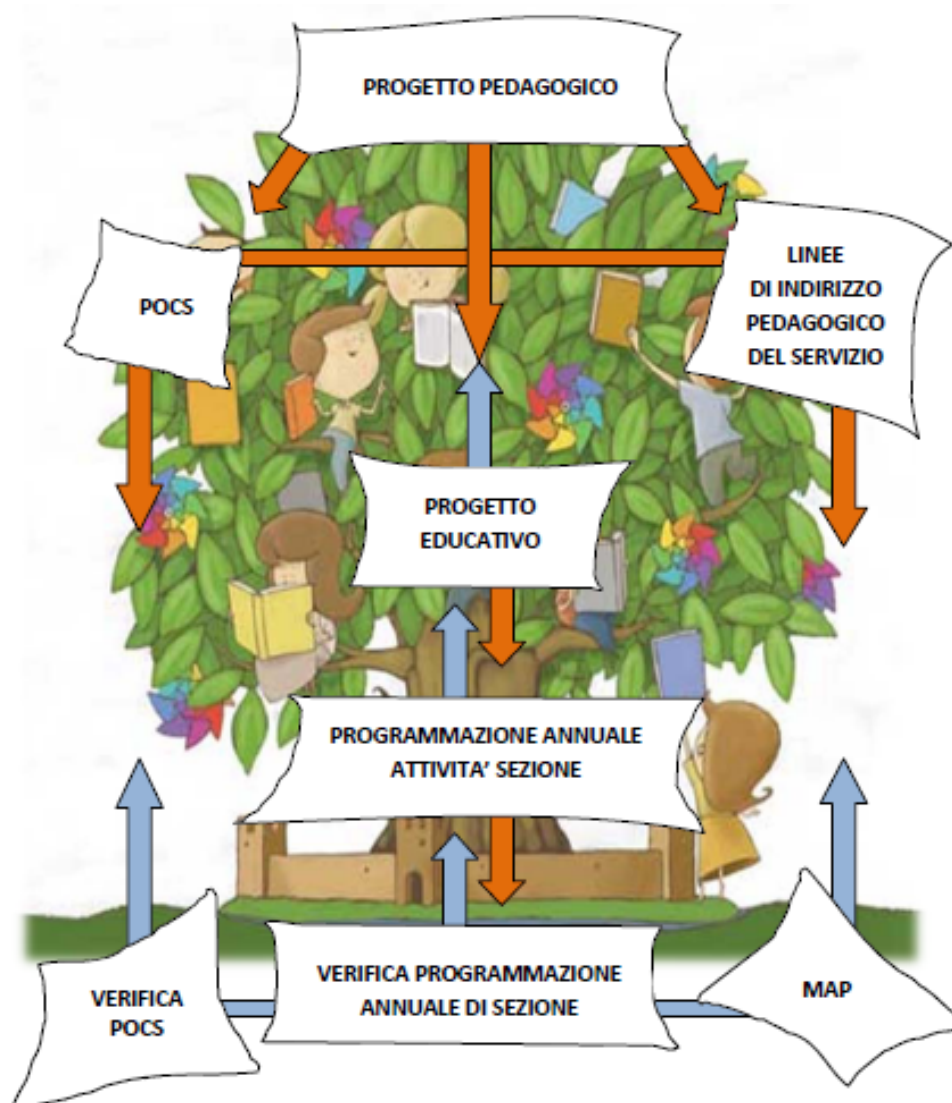 PROGETTO PEDAGOGICO
POCS
LINEE
DI INDIRIZZO
PEDAGOGICO
DEL SERVIZIO
PROGETTO
EDUCATIVO
PROGRAMMAZIONE ANNUALE
ATTIVITA’ SEZIONE
VERIFICA
POCS
VERIFICA PROGRAMMAZIONE
ANNUALE DI SEZIONE
MAP